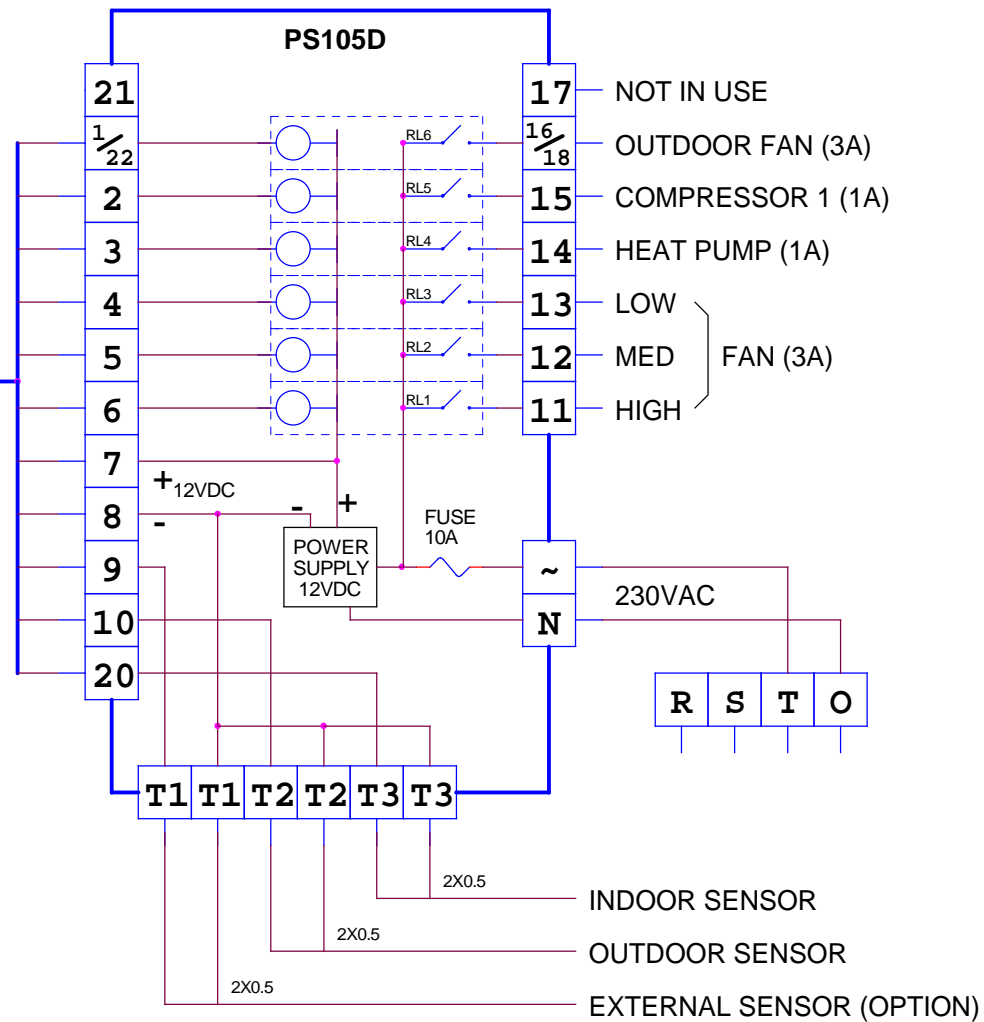 PS105D
21
17
NOT IN USE
1/22
RL6
16/18
OUTDOOR FAN (3A)
2
RL5
15
COMPRESSOR 1 (1A)
3
RL4
14
HEAT PUMP (1A)
4
RL3
13
LOW
5
RL2
12
MED
FAN (3A)
6
RL1
11
HIGH
7
+
12VDC
8
-
-
+
POWER
SUPPLY
12VDC
FUSE
10A
9
~
230VAC
10
N
20
R S T O
T1 T1 T2 T2 T3 T3
2X0.5
INDOOR SENSOR
2X0.5
OUTDOOR SENSOR
2X0.5
EXTERNAL SENSOR (OPTION)